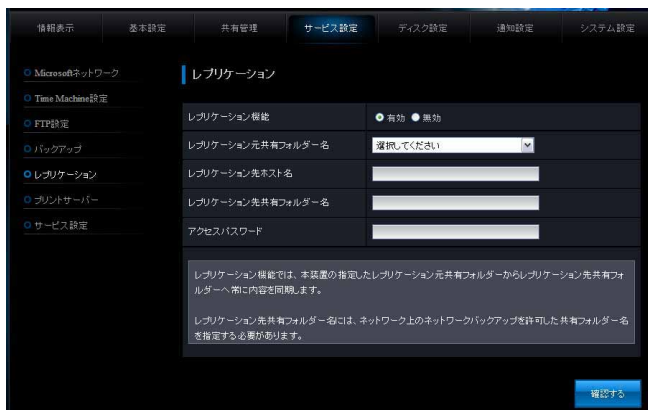 情報表示
基本設定
共有管理
サービス設定
ディスク設定
通知設定
システム設定
Microsoftネットワーク
Time Machine設定
FTP設定
バックアップ
レプリケーション
プリントサーバー
サービス設定
レプリケーション
レプリケーション機能
有効 無効
レプリケーション元共有フォルダー名
選択してください
レプリケーション先ホスト名
レプリケーション先共有フォルダー名
アクセスパスワード
レプリケーション機能では、本装置の指定したレプリケーション元共有フォルダーからレプリケーション先共有フォ
ルダーへ常に内容を同期します。
レプリケーション先共有フォルダー名には、ネットワーク上のネットワークバックアップを許可した共有フォルダー名
を指定する必要があります。
確認する